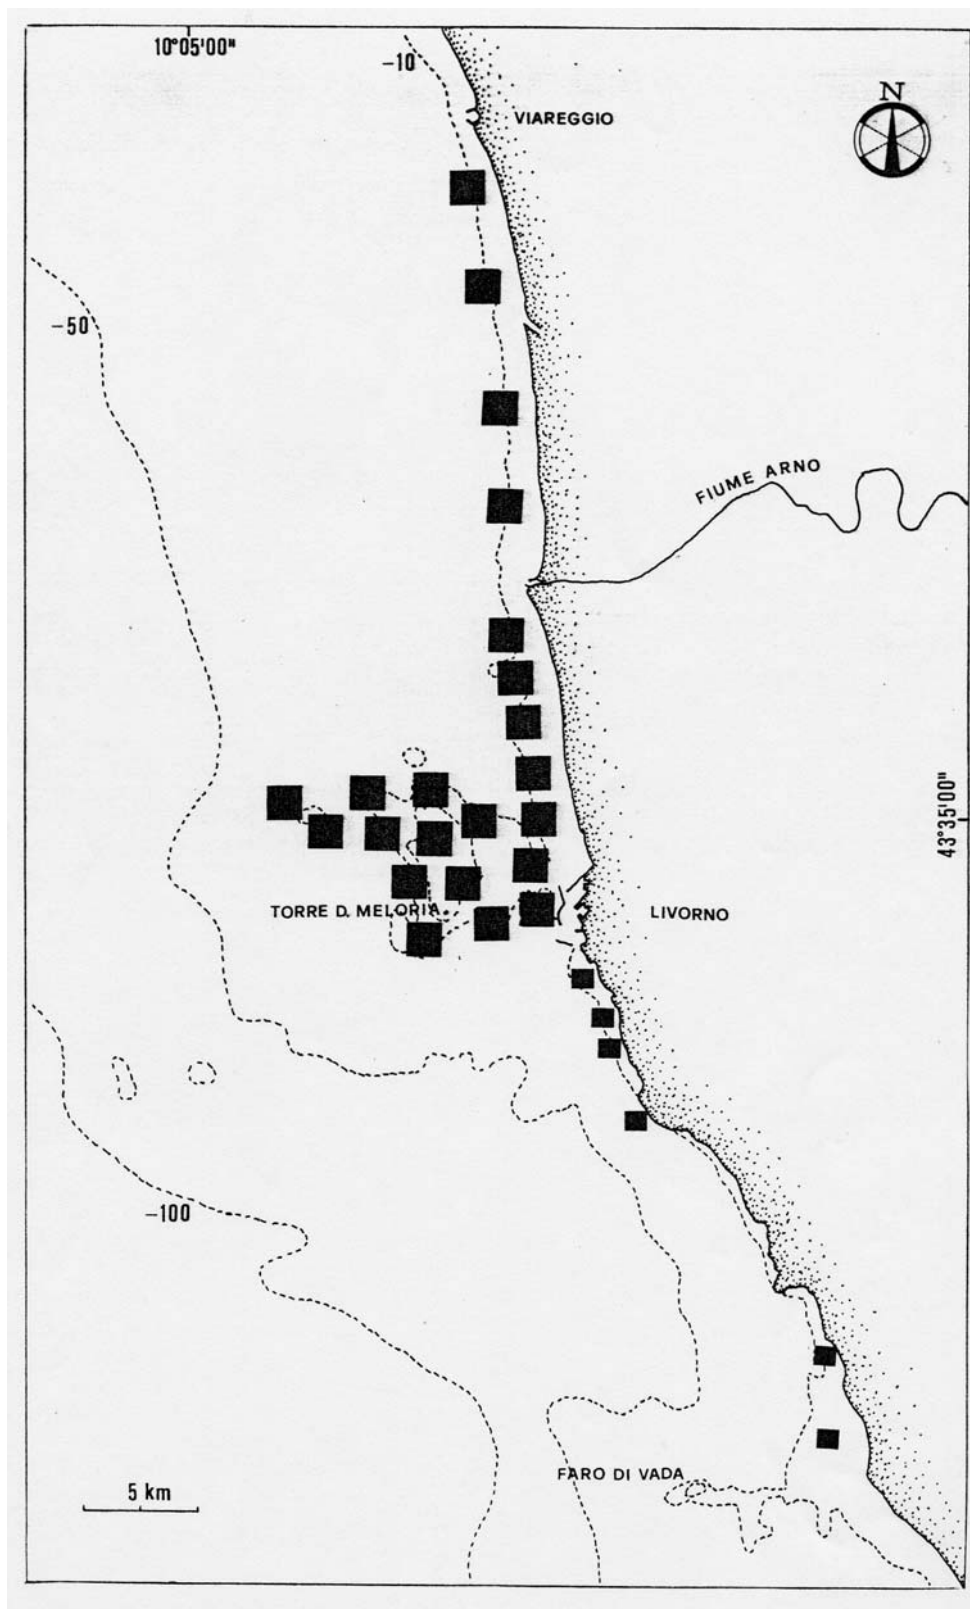 10°05'00"
-10
N
VIAREGGIO
-50
FIUME ARNO
43°35'00"
TORRE D. MELORIA
LIVORNO
-100
FARO DI VADA
5 km